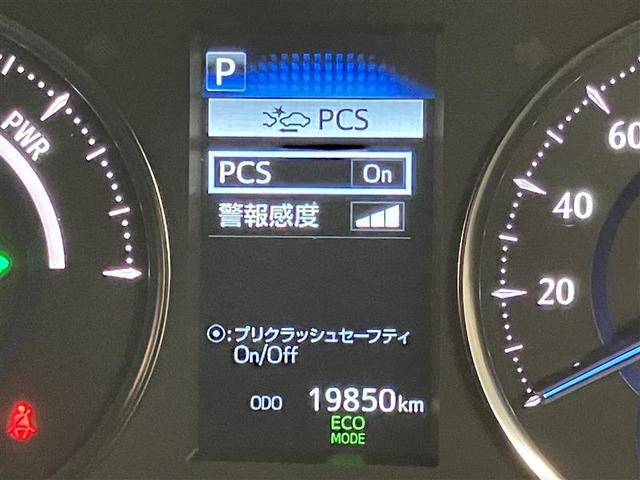 P
PCS
PCS On
警報感度
PWR
60
40
20
⦿:プリクラッシュセーフティ
On/Off
ODO 19850km
ECO
MODE